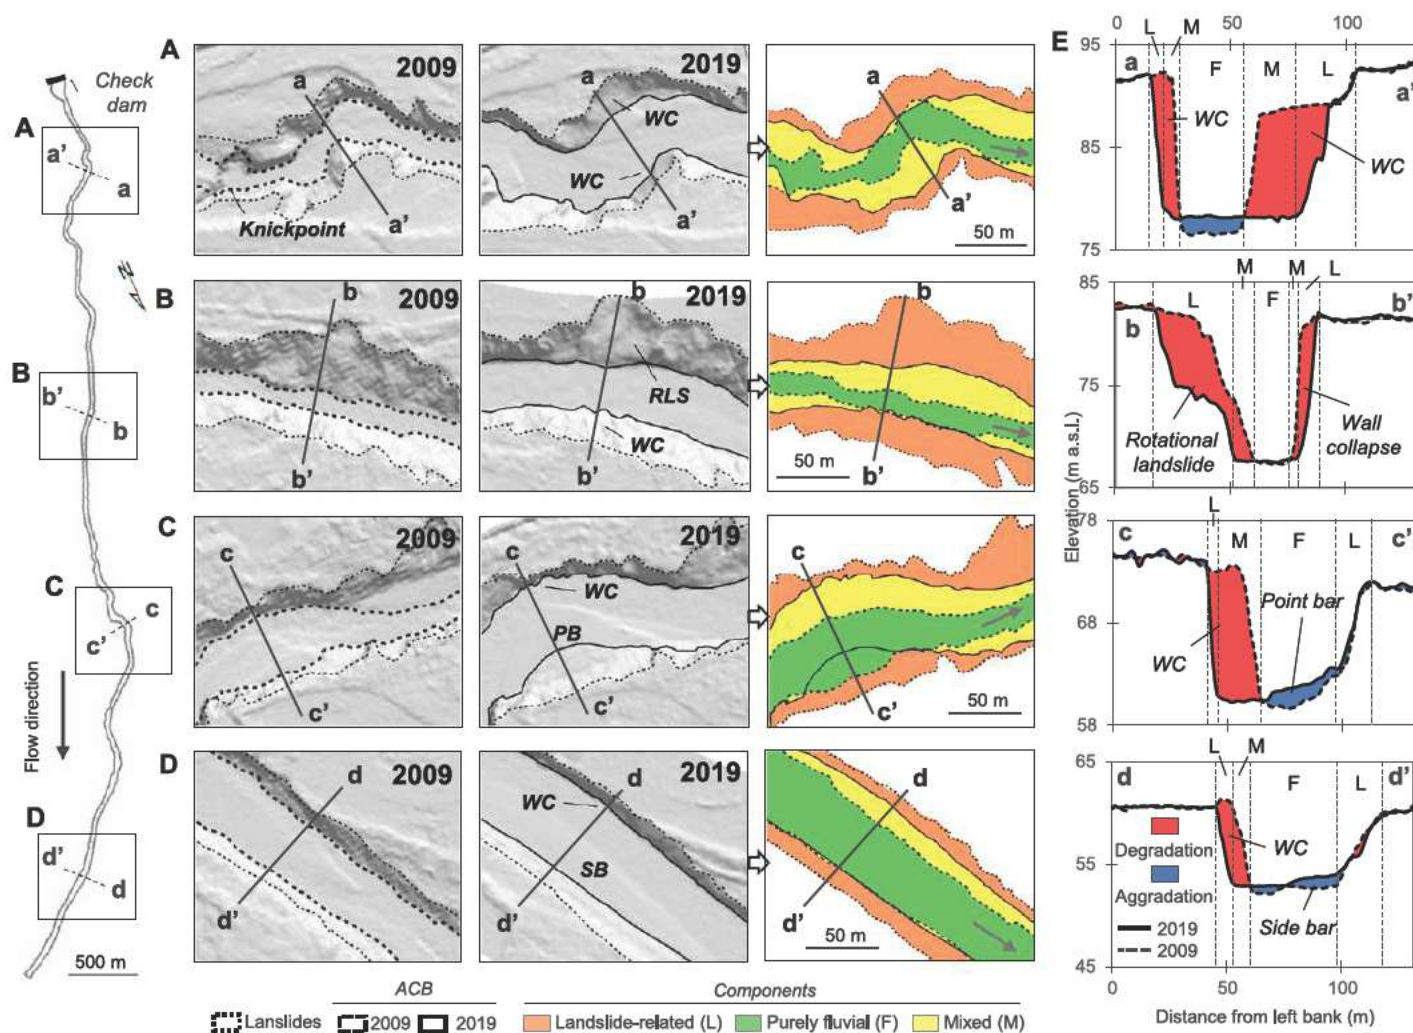 Check
dam
A
a'
a
N
B
b'
b
C
c
c'
Flow direction
D
d'
d
500 m
A
2009
a
a'
Knickpoint
2019
a
WC
WC
a'
a
a'
50 m
B
2009
b
b'
2019
b
RLS
WC
b'
b
b'
50 m
C
2009
c
c'
2019
c
WC
PB
c'
c
c'
50 m
D
2009
d
d'
2019
d
WC
SB
d'
d
d'
50 m
E
0 50 100
L M F M L
95
85
75
a
a'
WC
WC
L M F M L
85
75
65
b
b'
Rotational
landslide
Wall
collapse
Elevation (m a.s.l.)
L M F L
78
68
58
c
c'
Point bar
WC
L M F L
65
55
45
d
d'
WC
Side bar
Degradation
Aggradation
2019
2009
0 50 100
Distance from left bank (m)
ACB
Components
Lanslides 2009 2019 Landslide-related (L) Purely fluvial (F) Mixed (M)